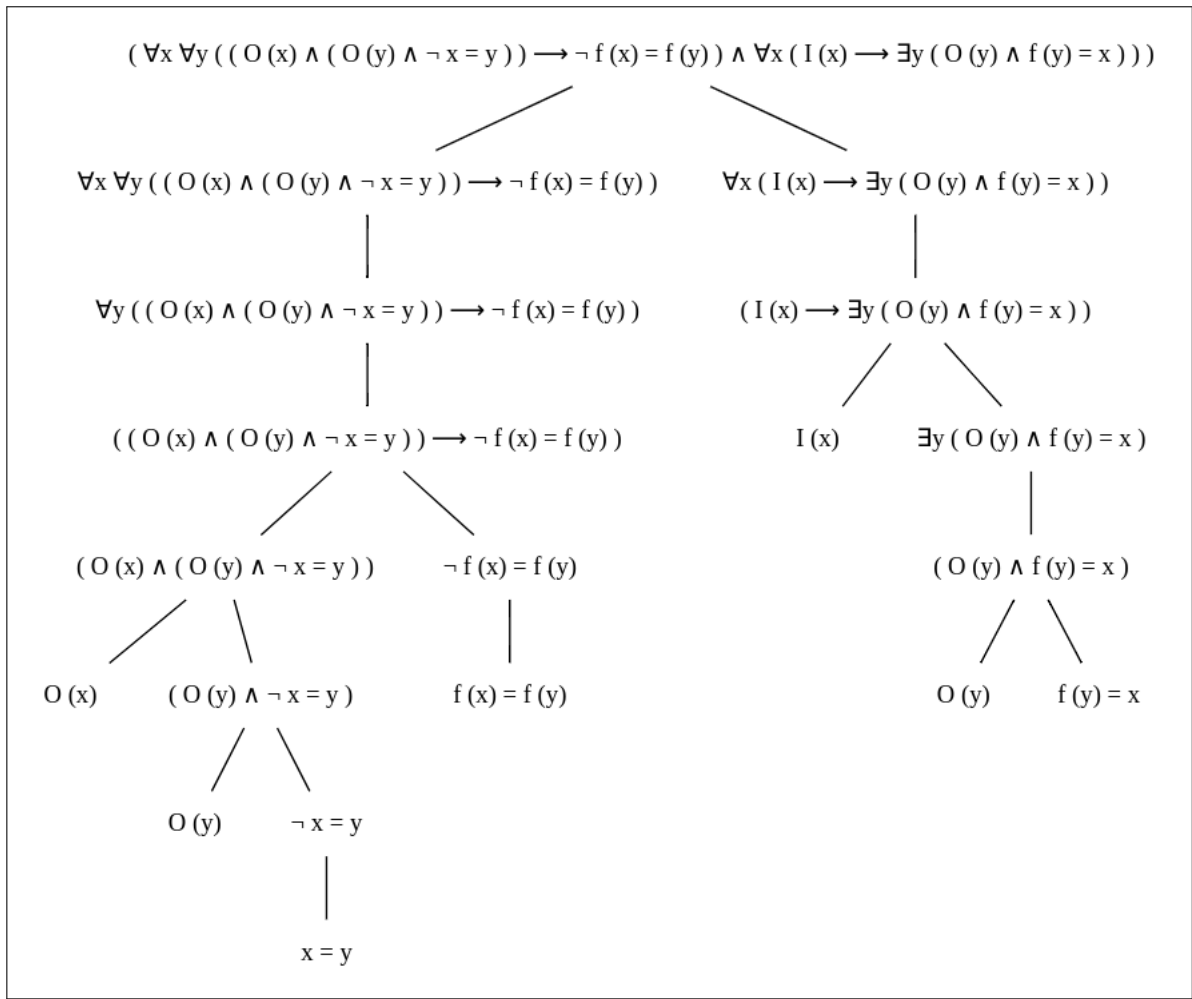 ( ∀x ∀y ( ( O (x) ∧ ( O (y) ∧ ¬ x = y ) ) ⟶ ¬ f (x) = f (y) ) ∧ ∀x ( I (x) ⟶ ∃y ( O (y) ∧ f (y) = x ) ) )
∀x ∀y ( ( O (x) ∧ ( O (y) ∧ ¬ x = y ) ) ⟶ ¬ f (x) = f (y) ) ∀x ( I (x) ⟶ ∃y ( O (y) ∧ f (y) = x ) )
∀y ( ( O (x) ∧ ( O (y) ∧ ¬ x = y ) ) ⟶ ¬ f (x) = f (y) ) ( I (x) ⟶ ∃y ( O (y) ∧ f (y) = x ) )
( ( O (x) ∧ ( O (y) ∧ ¬ x = y ) ) ⟶ ¬ f (x) = f (y) ) I (x) ∃y ( O (y) ∧ f (y) = x )
( O (x) ∧ ( O (y) ∧ ¬ x = y ) ) ¬ f (x) = f (y) ( O (y) ∧ f (y) = x )
O (x) ( O (y) ∧ ¬ x = y ) f (x) = f (y) O (y) f (y) = x
O (y) ¬ x = y
x = y